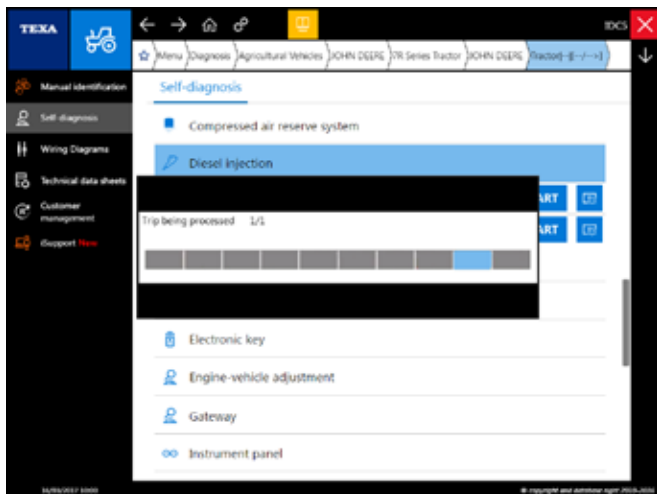 TEXA
IDC5
Menu Diagnosis Agricultural Vehicles JOHN DEERE 7R Series Tractor JOHN DEERE Tractor[--][--/--->]
Manual identification
Self-diagnosis
Wiring Diagrams
Technical data sheets
Customer
management
iSupport New
Self-diagnosis
Compressed air reserve system
Diesel injection
ART
Trip being processed 1/1
ART
Electronic key
Engine-vehicle adjustment
Gateway
Instrument panel